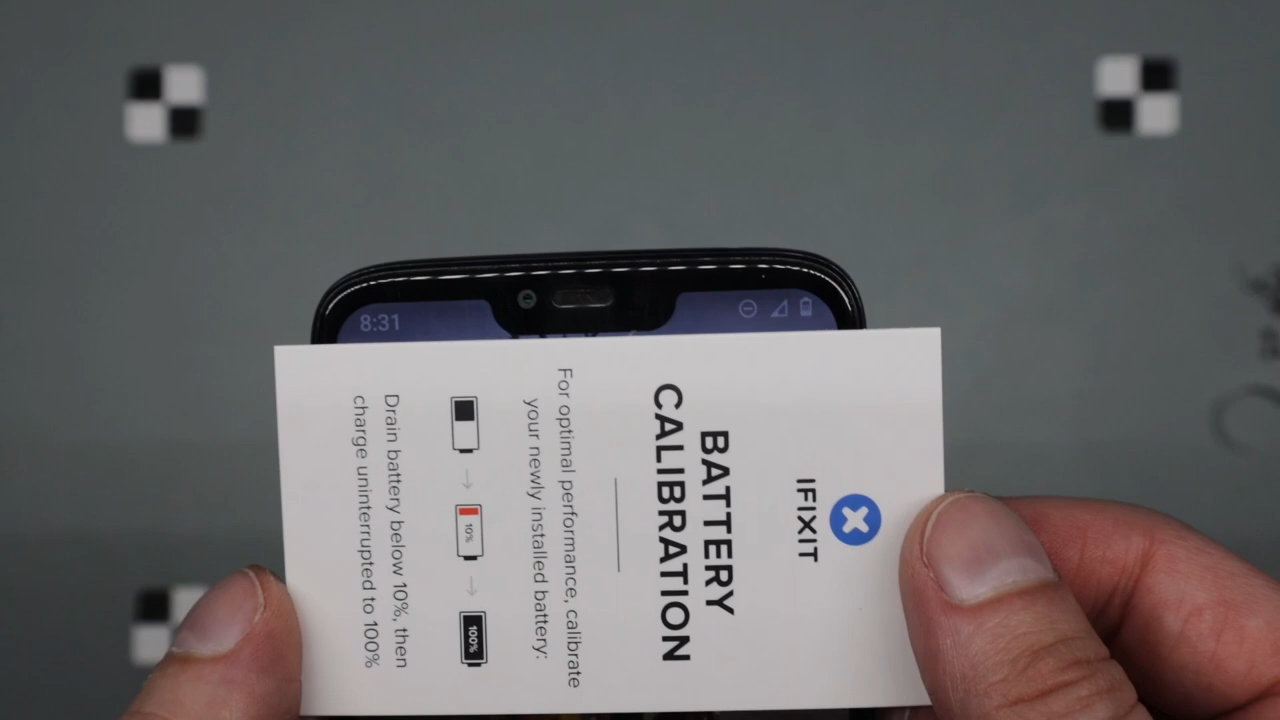 8:31
IFIXIT
BATTERY
CALIBRATION
For optimal performance, calibrate
your newly installed battery:
10%
100%
Drain battery below 10%, then
charge uninterrupted to 100%